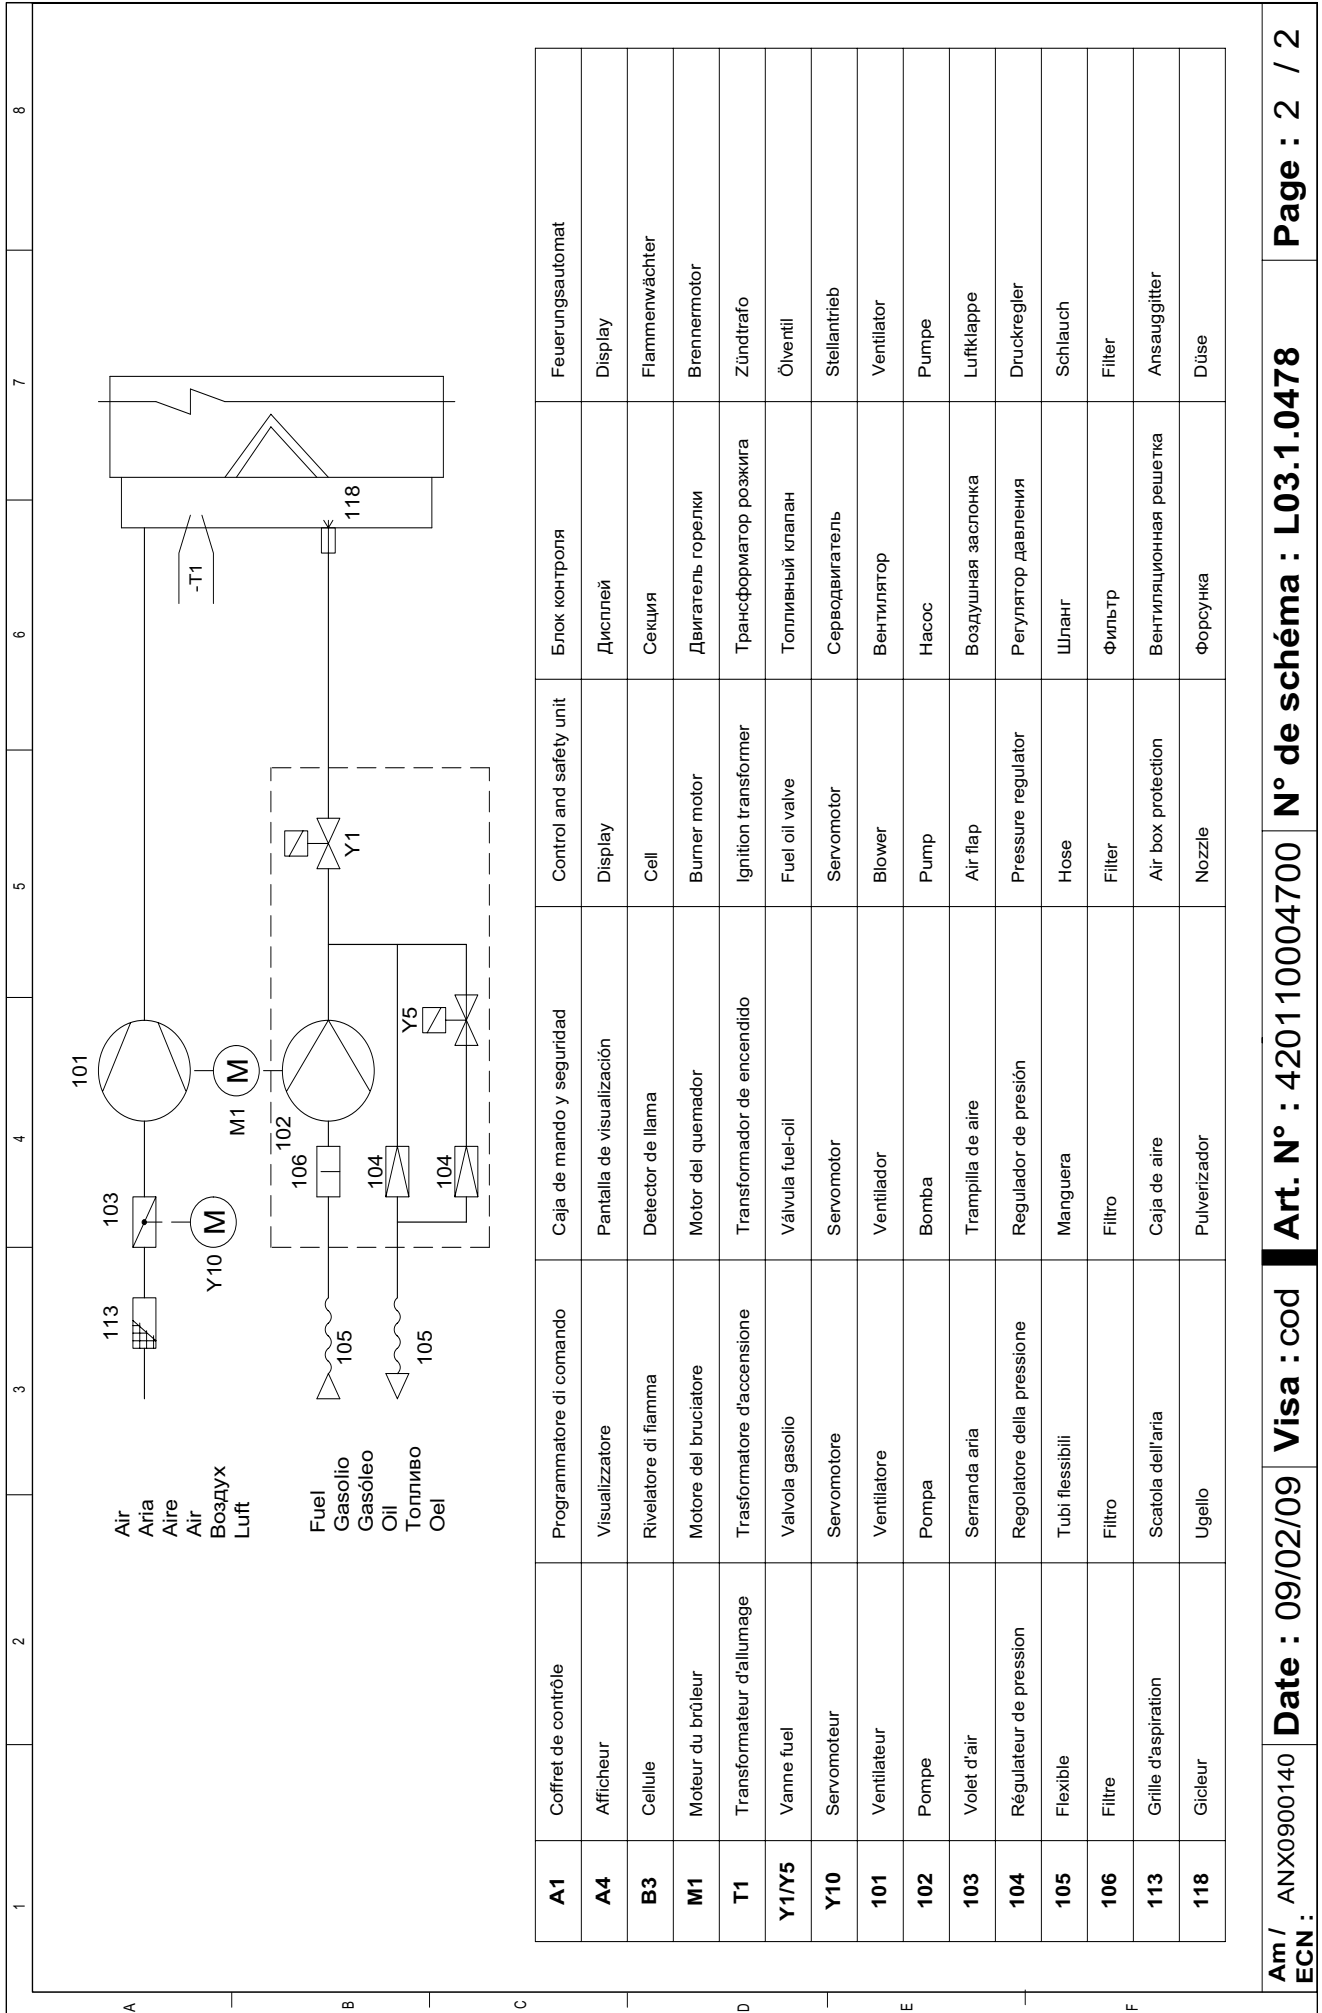 1
2
3
4
5
6
7
8
A
B
C
D
E
F
Air
Aria
Aire
Air
Воздух
Luft
Fuel
Gasolio
Gasóleo
Oil
Топливо
Oel
113
103
Y10
M
101
M1
M
102
106
104
104
105
105
Y5
Y1
-T1
118
A1 Coffret de contrôle Programmatore di comando Caja de mando y seguridad Control and safety unit Блок контроля Feuerungsautomat
A4 Afficheur Visualizzatore Pantalla de visualización Display Дисплей Display
B3 Cellule Rivelatore di fiamma Detector de llama Cell Секция Flammenwächter
M1 Moteur du brûleur Motore del bruciatore Motor del quemador Burner motor Двигатель горелки Brennermotor
T1 Transformateur d'allumage Trasformatore d'accensione Transformador de encendido Ignition transformer Трансформатор розжига Zündtrafo
Y1/Y5 Vanne fuel Valvola gasolio Válvula fuel-oil Fuel oil valve Топливный клапан Ölventil
Y10 Servomoteur Servomotore Servomotor Servomotor Серводвигатель Stellantrieb
101 Ventilateur Ventilatore Ventilador Blower Вентилятор Ventilator
102 Pompe Pompa Bomba Pump Насос Pumpe
103 Volet d'air Serranda aria Trampilla de aire Air flap Воздушная заслонка Luftklappe
104 Régulateur de pression Regolatore della pressione Regulador de presión Pressure regulator Регулятор давления Druckregler
105 Flexible Tubi flessibili Manguera Hose Шланг Schlauch
106 Filtre Filtro Filtro Filter Фильтр Filter
113 Grille d'aspiration Scatola dell'aria Caja de aire Air box protection Вентиляционная решетка Ansauggitter
118 Gicleur Ugello Pulverizador Nozzle Форсунка Düse
Am / ECN : ANX0900140 Date : 09/02/09 Visa : cod Art. N° : 420110004700 N° de schéma : L03.1.0478 Page : 2 / 2